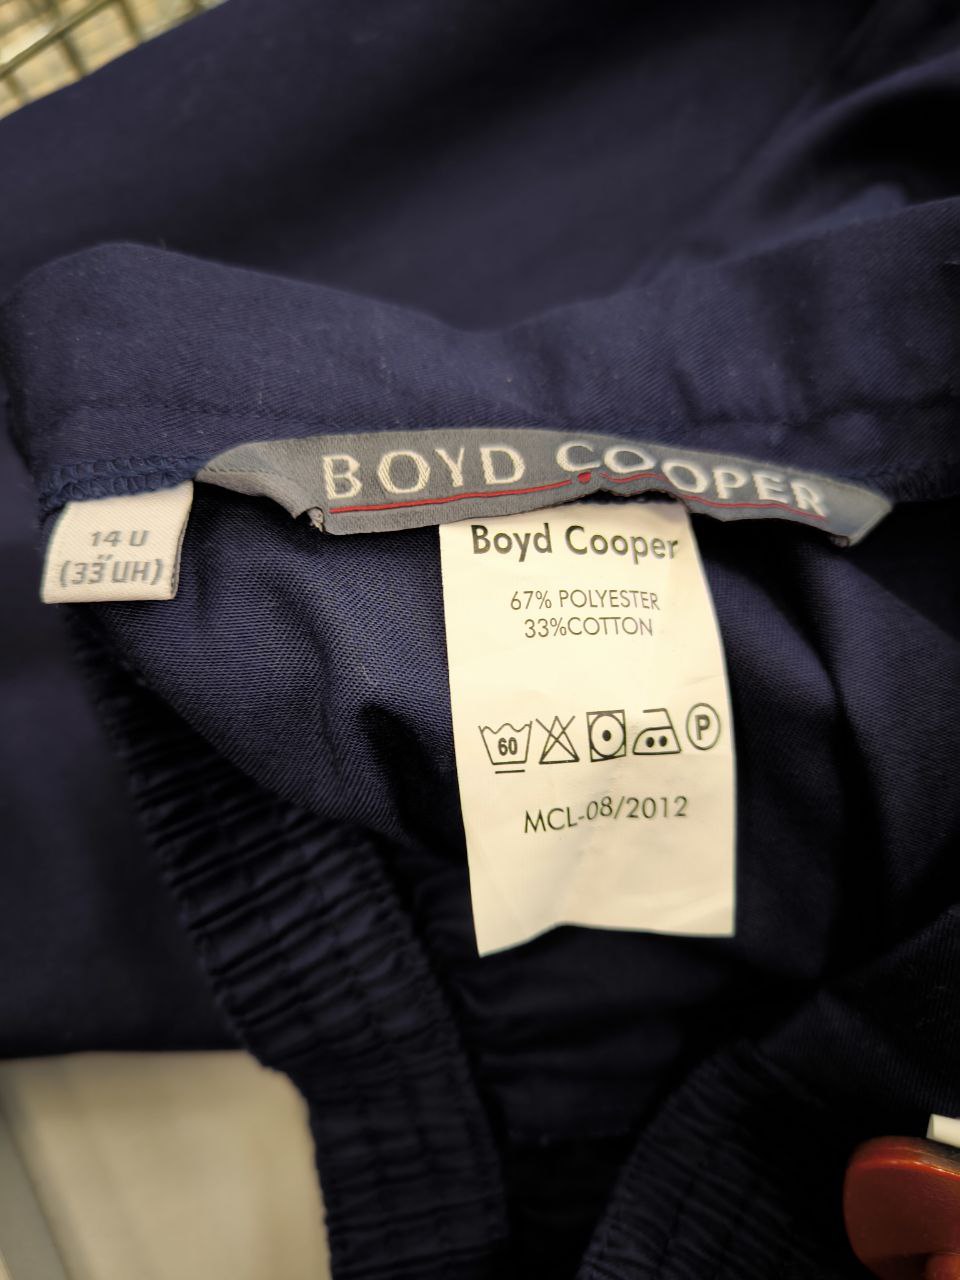 BOYD COOPER
14 U
(33"UH)
Boyd Cooper
67% POLYESTER
33%COTTON
60
P
MCL-08/2012